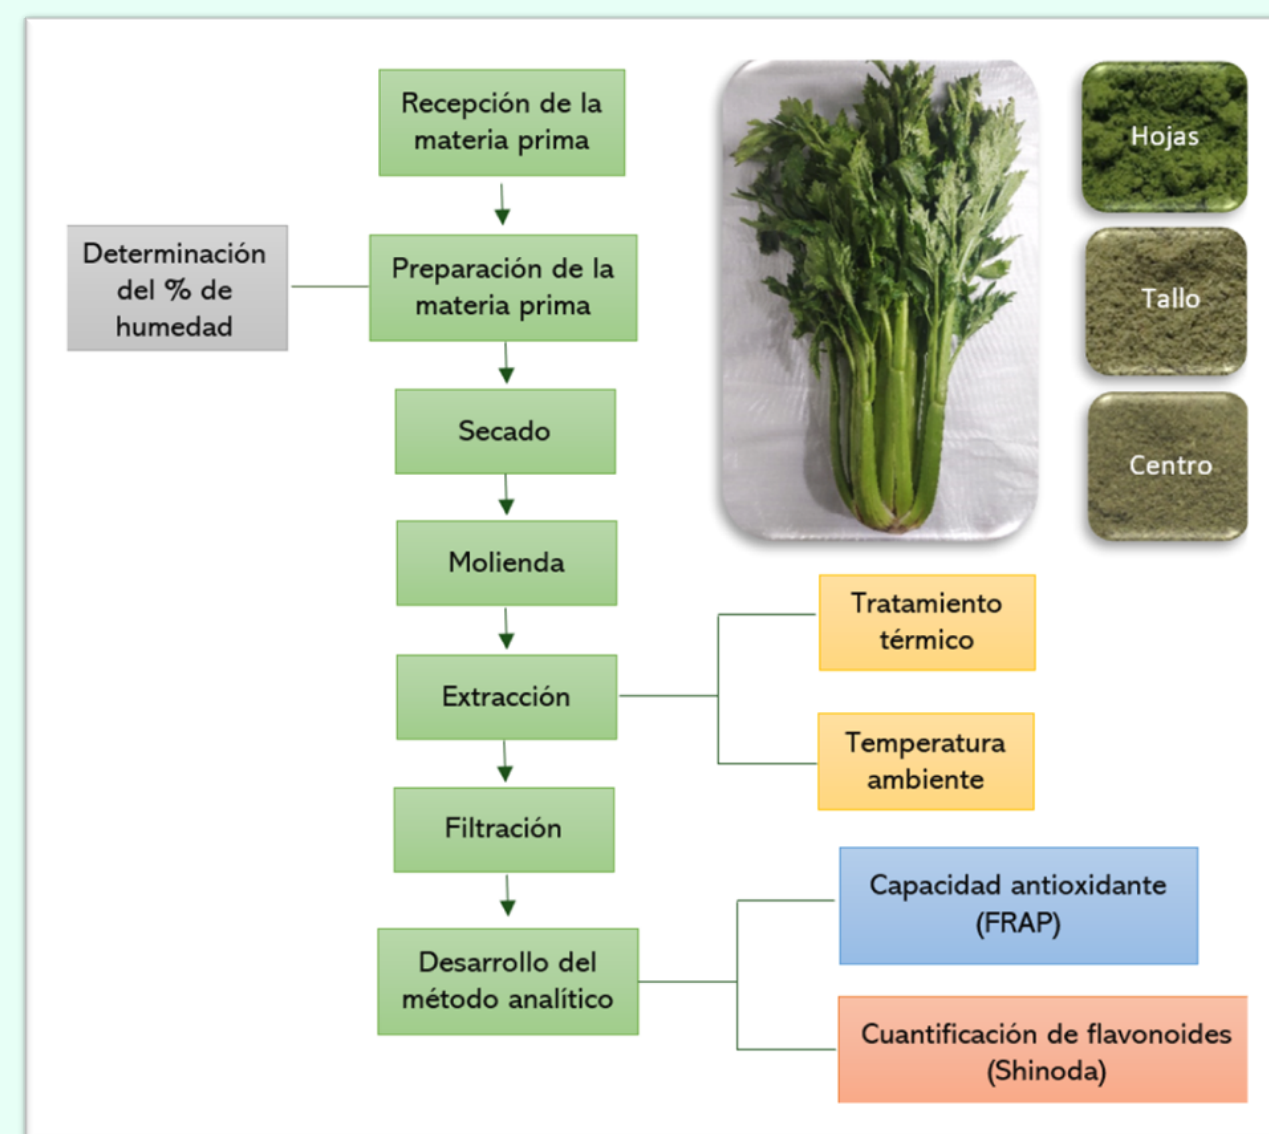 Recepción de la
materia prima
Determinación
del % de
humedad
Preparación de la
materia prima
Secado
Molienda
Extracción
Filtración
Desarrollo del
método analítico
Hojas
Tallo
Centro
Tratamiento
térmico
Temperatura
ambiente
Capacidad antioxidante
(FRAP)
Cuantificación de flavonoides
(Shinoda)